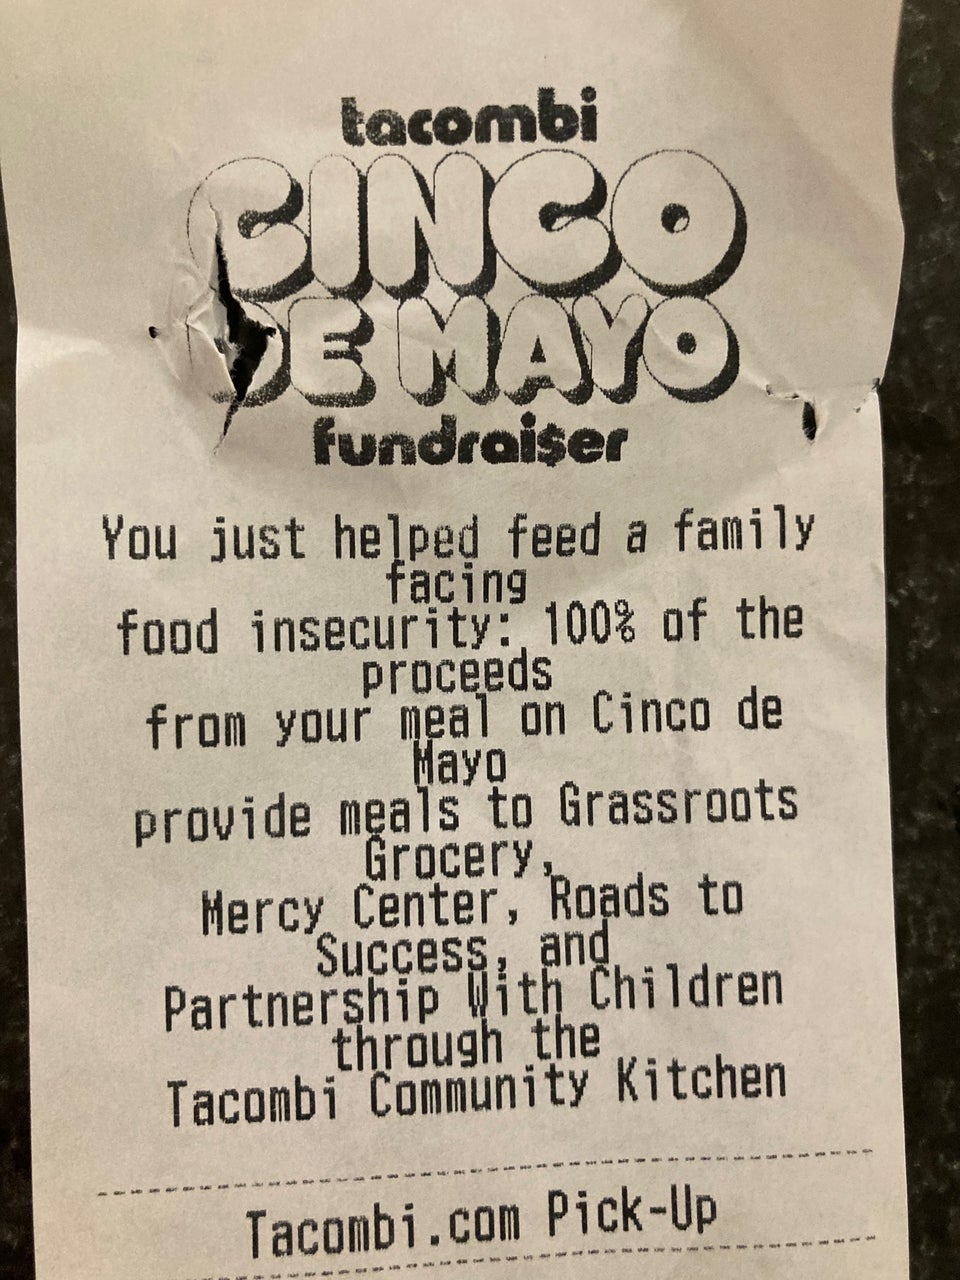 tacombi
CINCO
DE MAYO
fundrai$er
You just helped feed a family
facing
food insecurity: 100% of the
proceeds
from your meal on Cinco de
Mayo
provide meals to Grassroots
Grocery,
Mercy Center, Roads to
Success, and
Partnership With Children
through the
Tacombi Community Kitchen
Tacombi.com Pick-Up